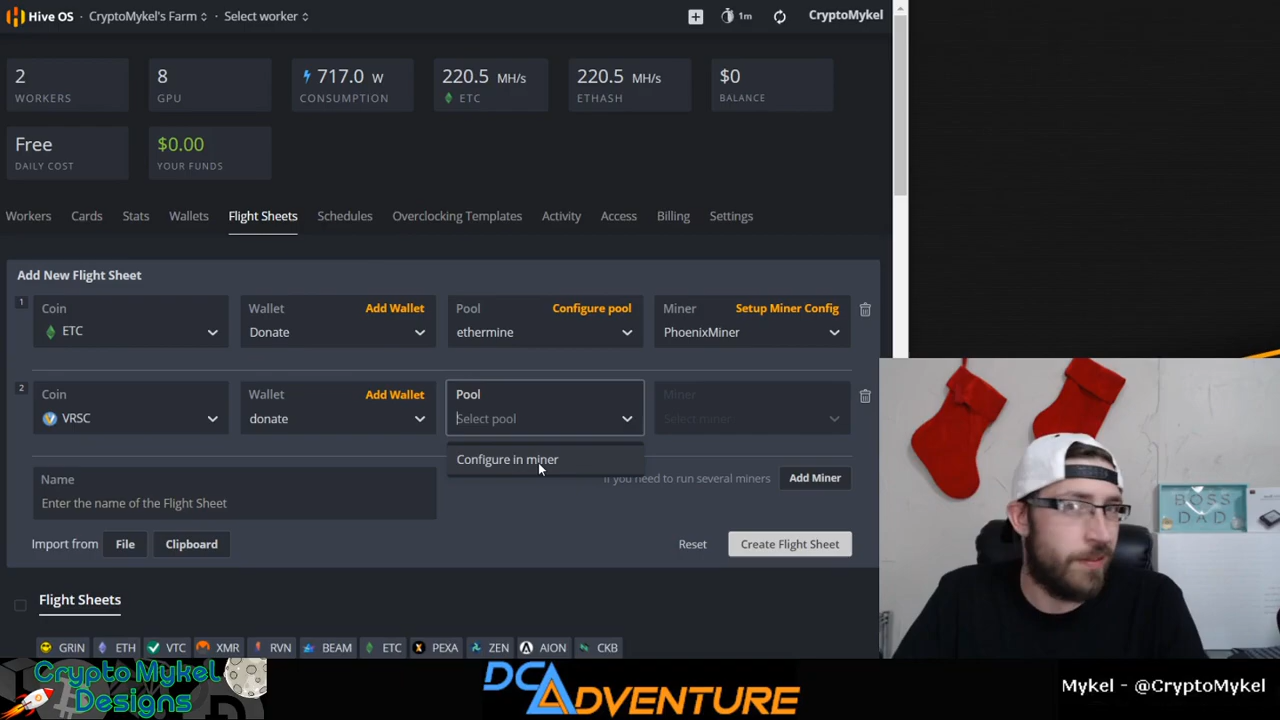 Hive OS CryptoMykel's Farm Select worker 1m CryptoMykel
2 8 717.0 W 220.5 MH/s 220.5 MH/s $0
WORKERS GPU CONSUMPTION ETC ETHASH BALANCE
Free $0.00
DAILY COST YOUR FUNDS
Workers Cards Stats Wallets Flight Sheets Schedules Overclocking Templates Activity Access Billing Settings
Add New Flight Sheet
1 Coin Wallet Add Wallet Pool Configure pool Miner Setup Miner Config
ETC Donate ethermine PhoenixMiner
2 Coin Wallet Add Wallet Pool Miner
VRSC donate Select pool Select miner
Configure in miner
Name If you need to run several miners Add Miner
Enter the name of the Flight Sheet
Import from File Clipboard Reset Create Flight Sheet
Flight Sheets
GRIN ETH VTC XMR RVN BEAM ETC PEXA ZEN AION CKB
BOSS
DAD
Crypto Mykel
Designs
DCADVENTURE
Mykel - @CryptoMykel